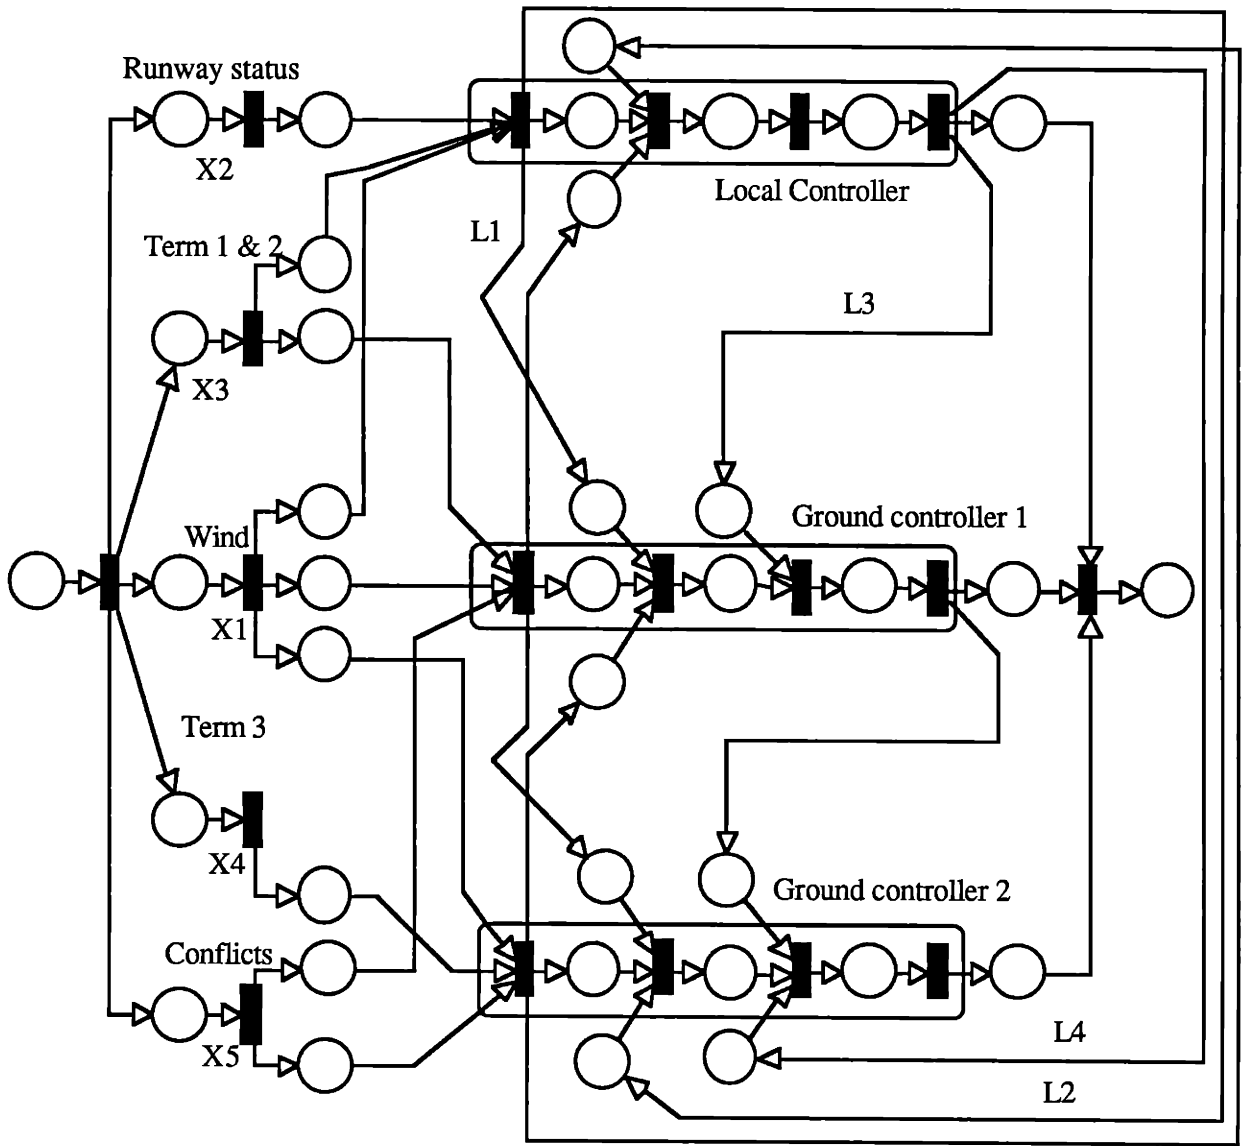 Runway status
X2
Local Controller
L1
Term 1 & 2
L3
X3
Ground controller 1
Wind
X1
Term 3
X4
Ground controller 2
Conflicts
L4
X5
L2